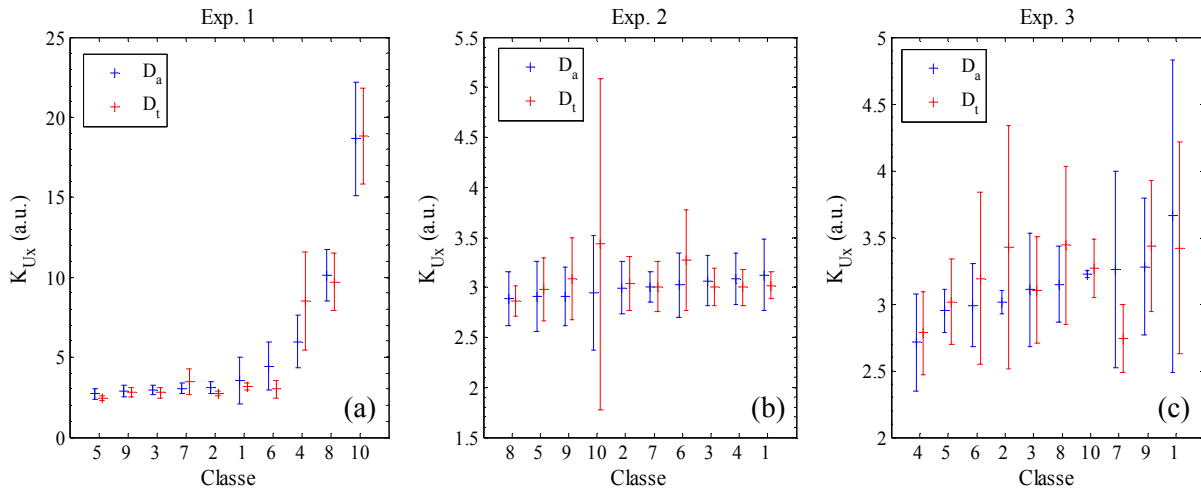 Exp. 1
25
20
15
10
5
0
K_Ux (a.u.)
D_a
D_t
5 9 3 7 2 1 6 4 8 10
Classe
(a)
Exp. 2
5.5
5
4.5
4
3.5
3
2.5
2
1.5
K_Ux (a.u.)
D_a
D_t
8 5 9 10 2 7 6 3 4 1
Classe
(b)
Exp. 3
5
4.5
4
3.5
3
2.5
2
K_Ux (a.u.)
D_a
D_t
4 5 6 2 3 8 10 7 9 1
Classe
(c)